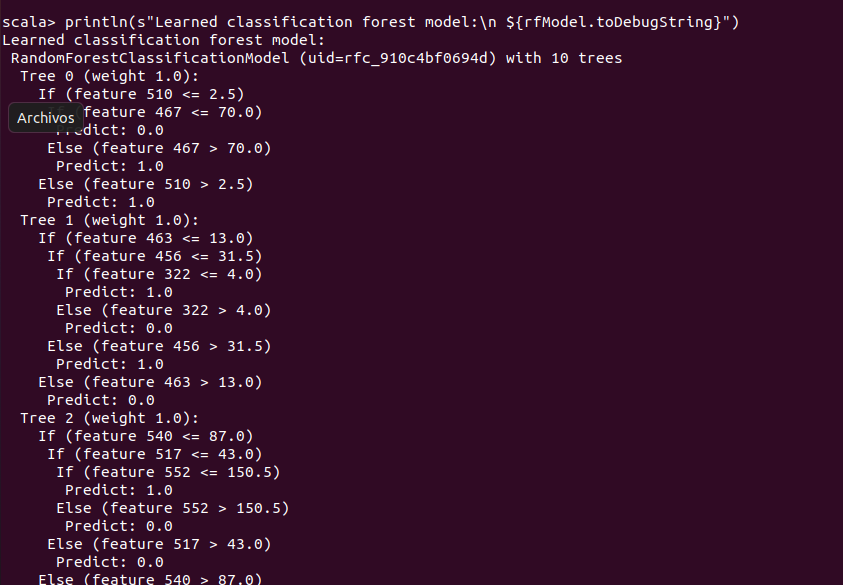 scala> println(s"Learned classification forest model:\n ${rfModel.toDebugString}")
Learned classification forest model:
 RandomForestClassificationModel (uid=rfc_910c4bf0694d) with 10 trees
  Tree 0 (weight 1.0):
    If (feature 510 <= 2.5)
     If (feature 467 <= 70.0)
Archivos
      Predict: 0.0
     Else (feature 467 > 70.0)
      Predict: 1.0
    Else (feature 510 > 2.5)
     Predict: 1.0
  Tree 1 (weight 1.0):
    If (feature 463 <= 13.0)
     If (feature 456 <= 31.5)
      If (feature 322 <= 4.0)
       Predict: 1.0
      Else (feature 322 > 4.0)
       Predict: 0.0
     Else (feature 456 > 31.5)
      Predict: 1.0
    Else (feature 463 > 13.0)
     Predict: 0.0
  Tree 2 (weight 1.0):
    If (feature 540 <= 87.0)
     If (feature 517 <= 43.0)
      If (feature 552 <= 150.5)
       Predict: 1.0
      Else (feature 552 > 150.5)
       Predict: 0.0
     Else (feature 517 > 43.0)
      Predict: 0.0
    Else (feature 540 > 87.0)